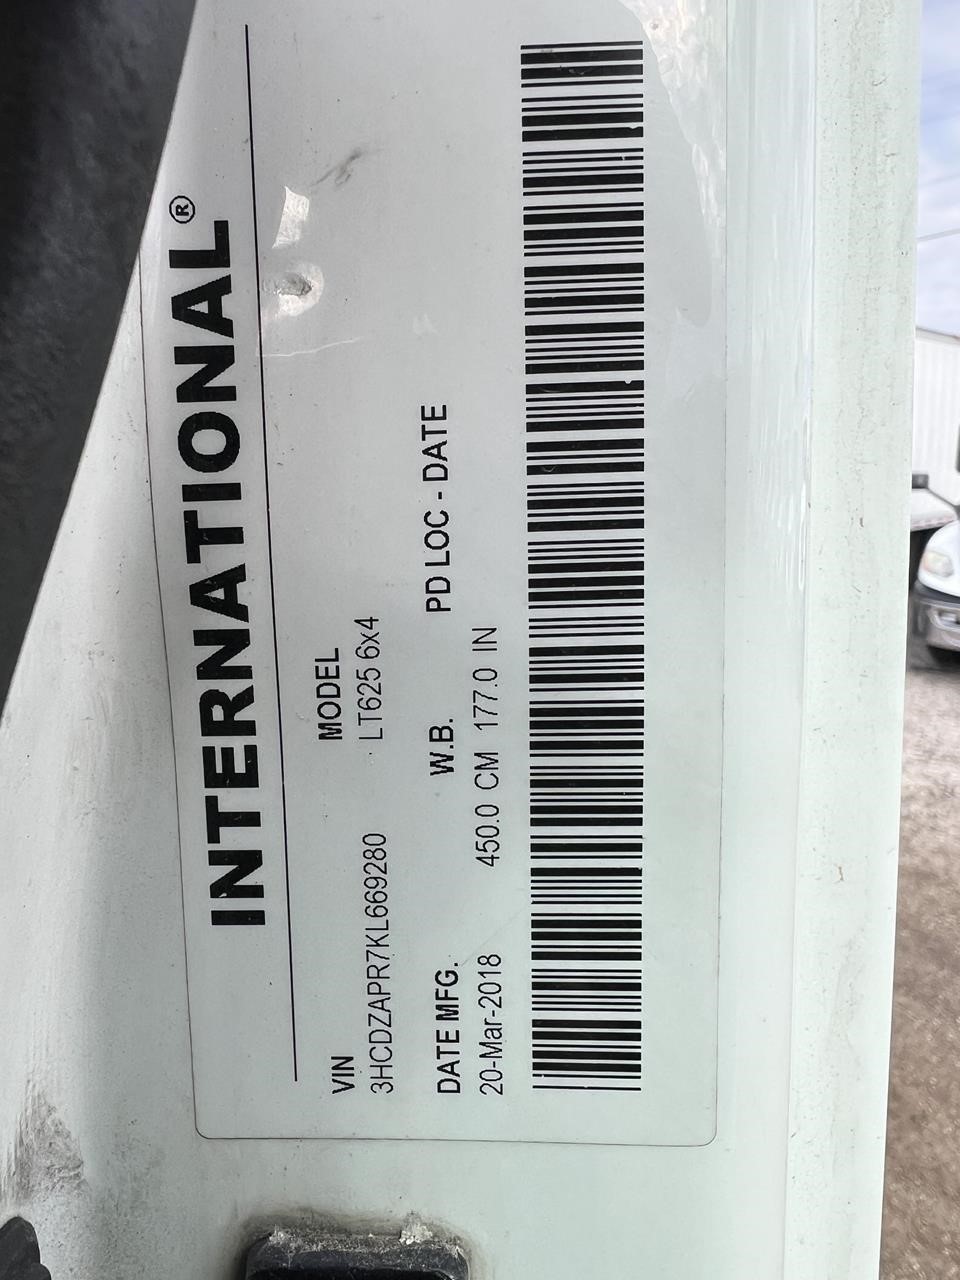 INTERNATIONAL®
VIN MODEL
3HCDZAPR7KL669280 LT625 6x4
DATE MFG. W.B. PD LOC - DATE
20-Mar-2018 450.0 CM 177.0 IN